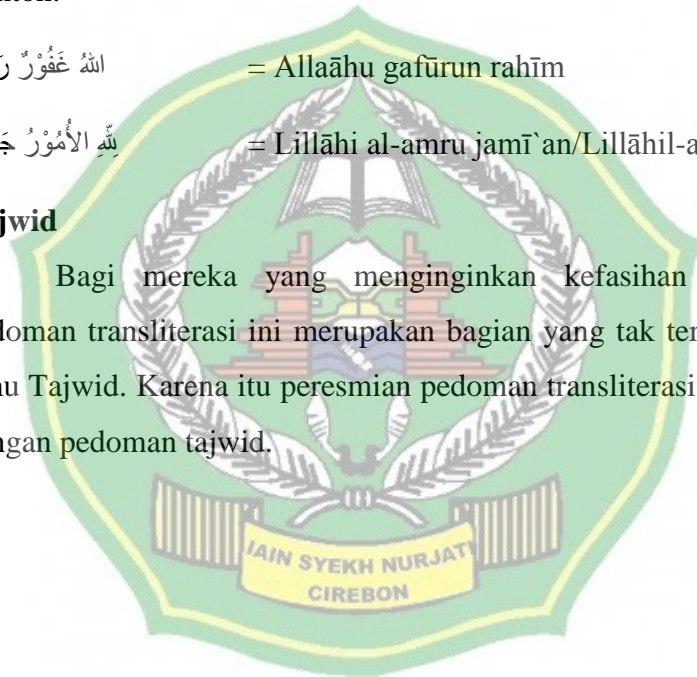 اللهُ غَفُوْرٌ = Allaāhu gafūrun rahīm
لِلّٰهِ الأُمُوْرُ = Lillāhi al-amru jamī`an/Lillāhil-a
jwid
Bagi mereka yang menginginkan kefasihan
doman transliterasi ini merupakan bagian yang tak ter
u Tajwid. Karena itu peresmian pedoman transliterasi
ngan pedoman tajwid.
IAIN SYEKH NURJATI
CIREBON